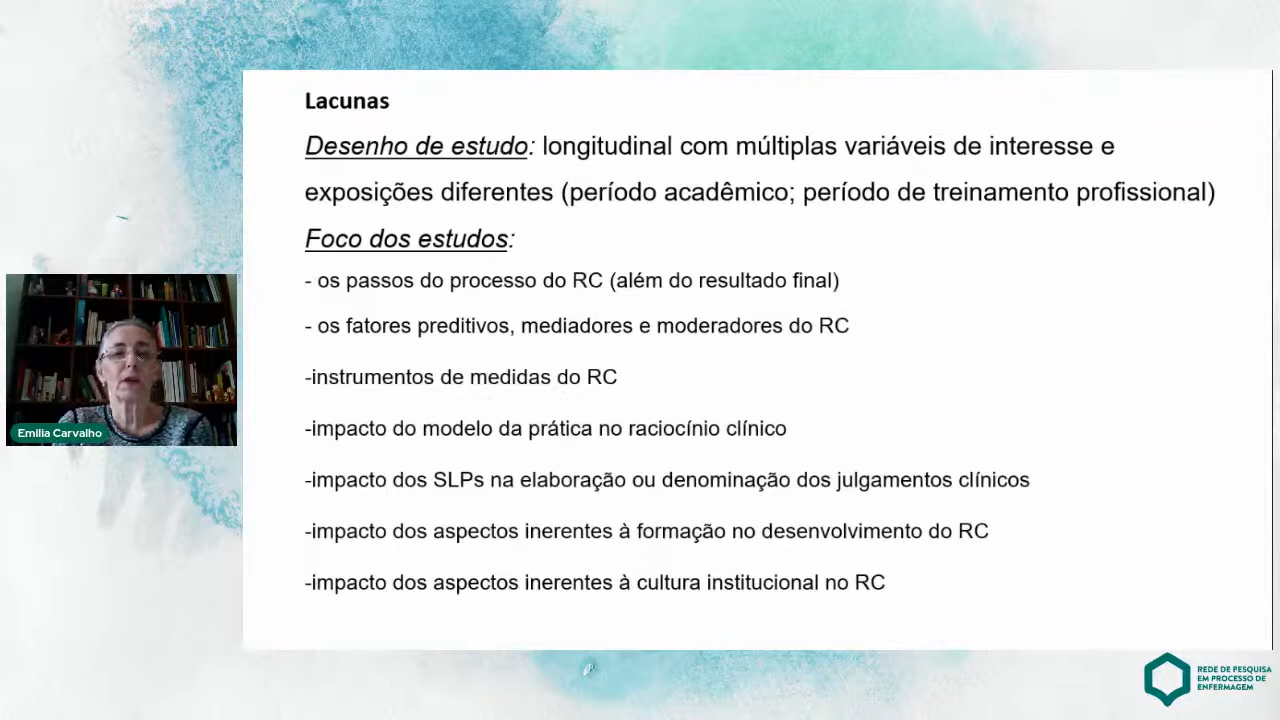 Lacunas
Desenho de estudo: longitudinal com múltiplas variáveis de interesse e
exposições diferentes (período acadêmico; período de treinamento profissional)
Foco dos estudos:
- os passos do processo do RC (além do resultado final)
- os fatores preditivos, mediadores e moderadores do RC
-instrumentos de medidas do RC
-impacto do modelo da prática no raciocínio clínico
-impacto dos SLPs na elaboração ou denominação dos julgamentos clínicos
-impacto dos aspectos inerentes à formação no desenvolvimento do RC
-impacto dos aspectos inerentes à cultura institucional no RC
Emilia Carvalho
REDE DE PESQUISA
EM PROCESSO DE
ENFERMAGEM